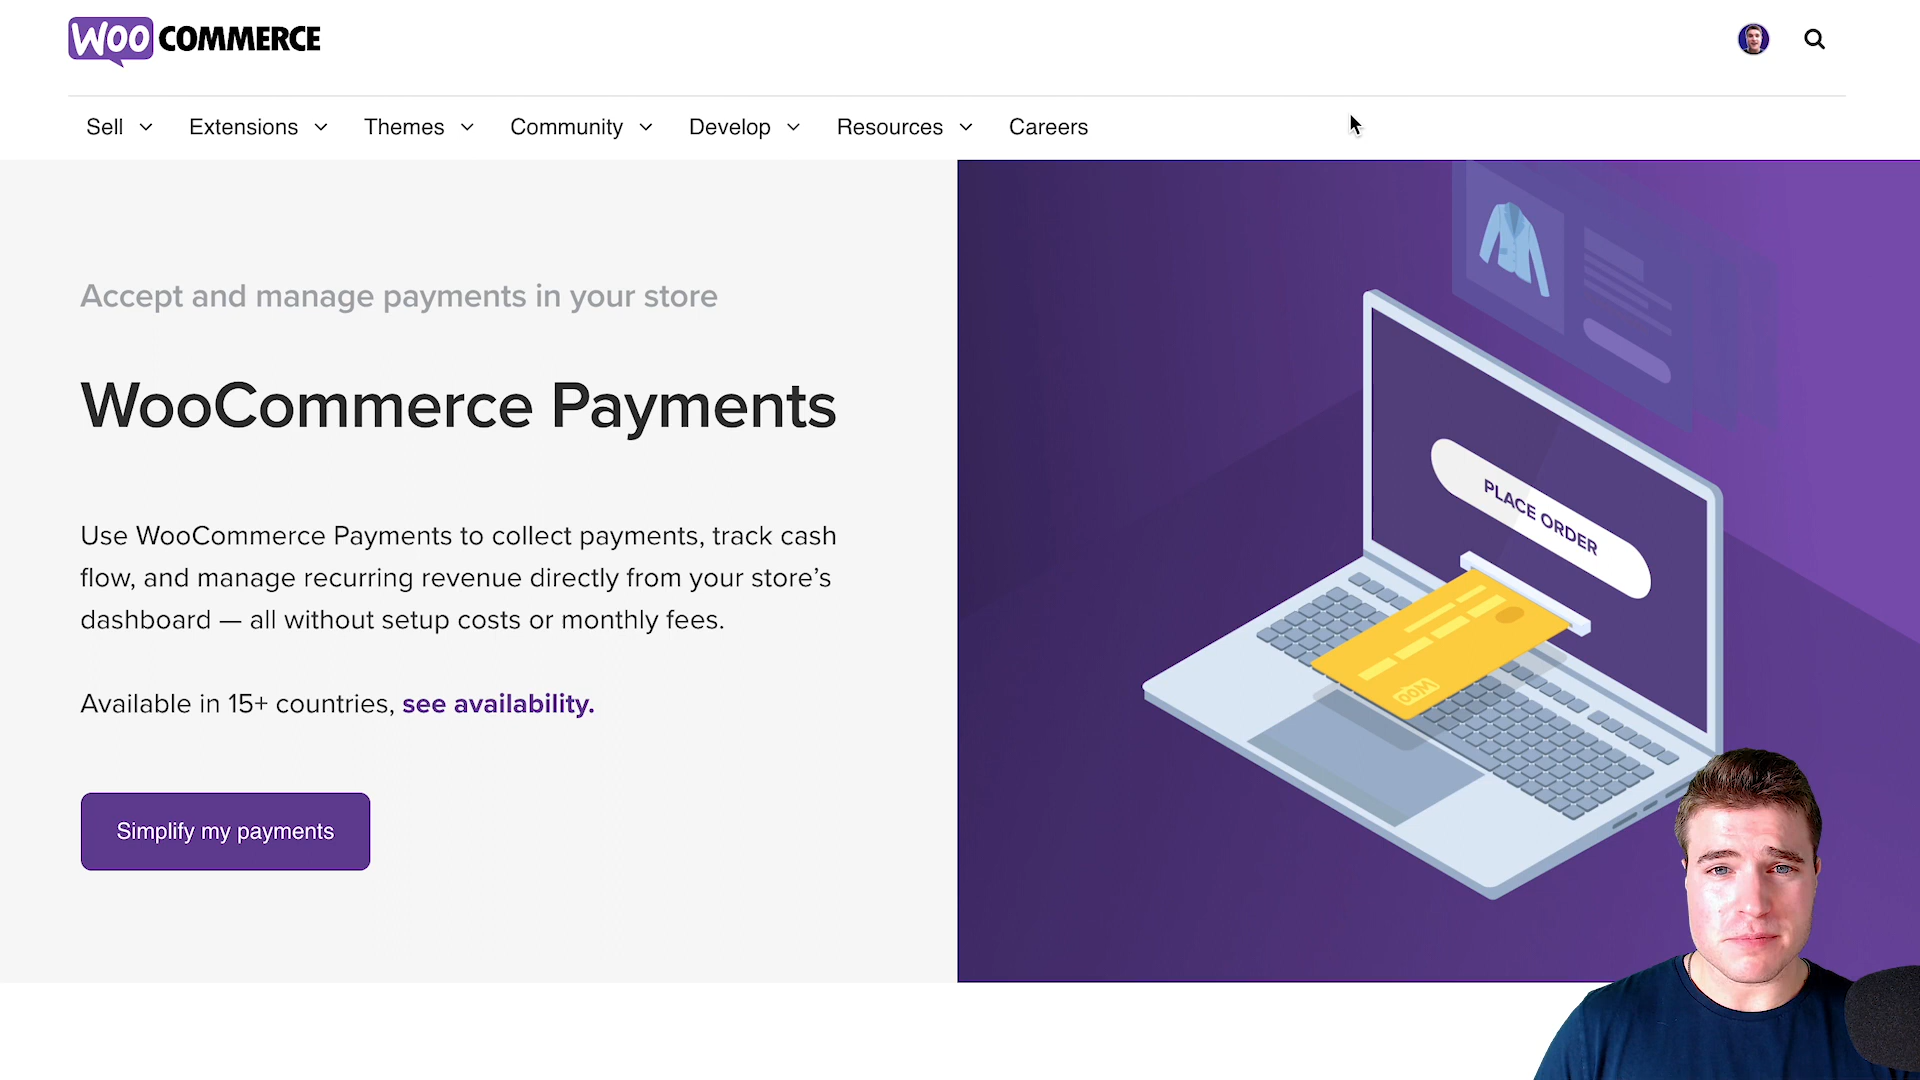 WOO COMMERCE
Sell
Extensions
Themes
Community
Develop
Resources
Careers
Accept and manage payments in your store
WooCommerce Payments
Use WooCommerce Payments to collect payments, track cash
flow, and manage recurring revenue directly from your store’s
dashboard — all without setup costs or monthly fees.
Available in 15+ countries, see availability.
Simplify my payments
PLACE ORDER
WOO